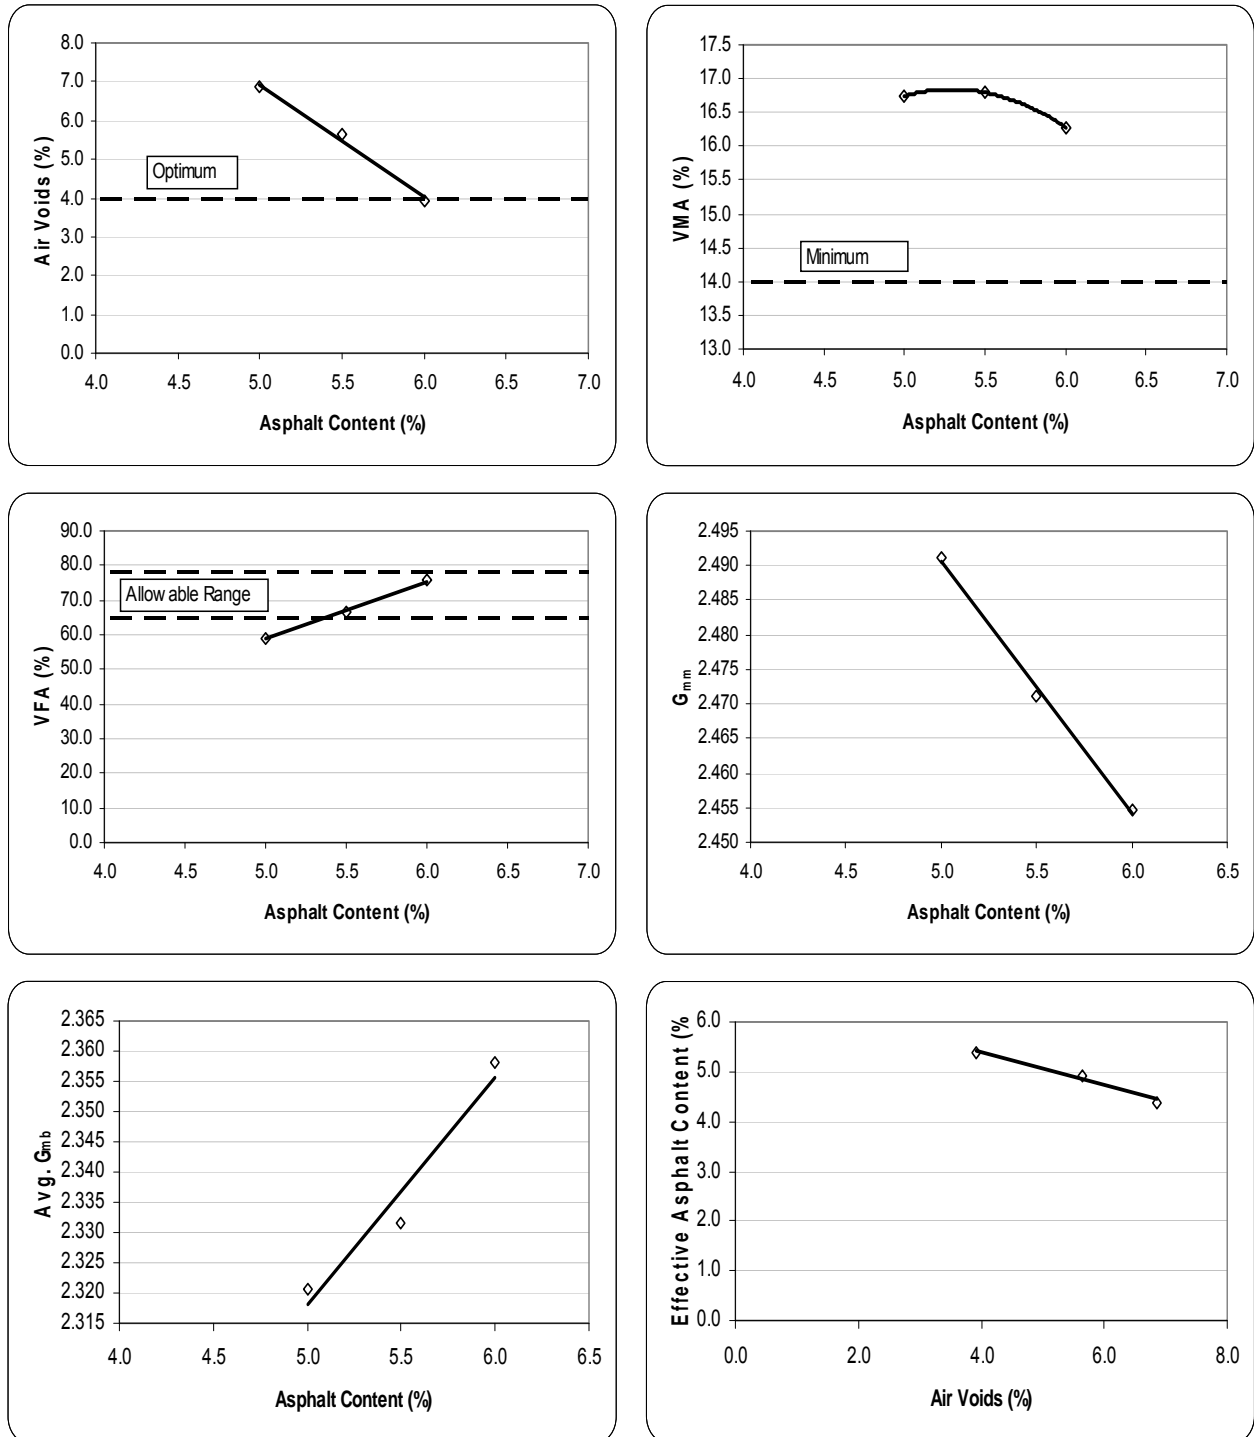 8.0
7.0
6.0
5.0
4.0
3.0
2.0
1.0
0.0
Air Voids (%)
Optimum
4.0 4.5 5.0 5.5 6.0 6.5 7.0
Asphalt Content (%)
17.5
17.0
16.5
16.0
15.5
15.0
14.5
14.0
13.5
13.0
VMA (%)
Minimum
4.0 4.5 5.0 5.5 6.0 6.5 7.0
Asphalt Content (%)
90.0
80.0
70.0
60.0
50.0
40.0
30.0
20.0
10.0
0.0
VFA (%)
Allowable Range
4.0 4.5 5.0 5.5 6.0 6.5 7.0
Asphalt Content (%)
2.495
2.490
2.485
2.480
2.475
2.470
2.465
2.460
2.455
2.450
Gmm
4.0 4.5 5.0 5.5 6.0 6.5
Asphalt Content (%)
2.365
2.360
2.355
2.350
2.345
2.340
2.335
2.330
2.325
2.320
2.315
Avg. Gmb
4.0 4.5 5.0 5.5 6.0 6.5
Asphalt Content (%)
6.0
5.0
4.0
3.0
2.0
1.0
0.0
Effective Asphalt Content (%
0.0 2.0 4.0 6.0 8.0
Air Voids (%)